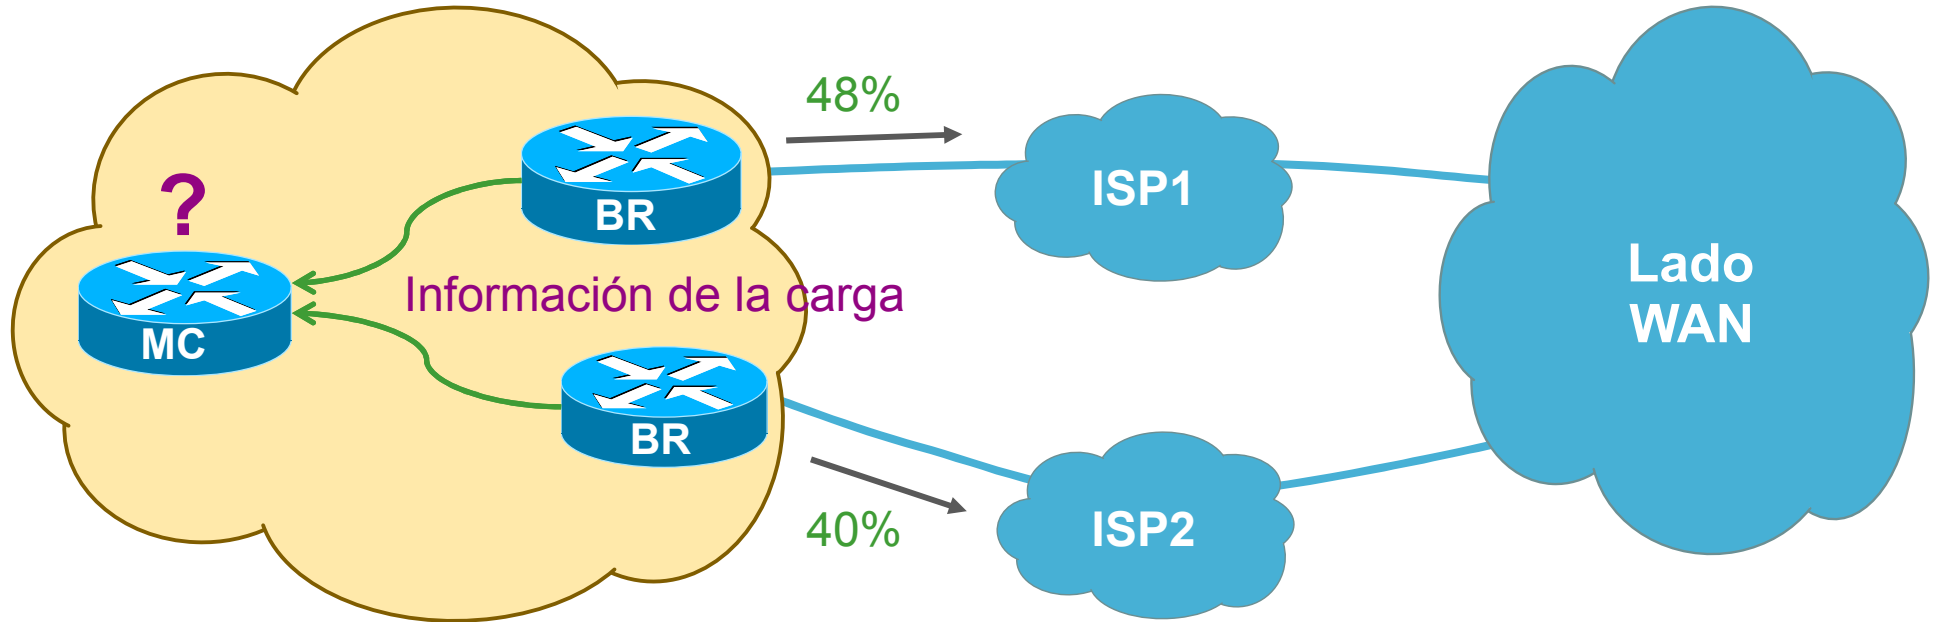 48%
ISP1
BR
?
MC
Información de la carga
Lado
WAN
BR
40%
ISP2